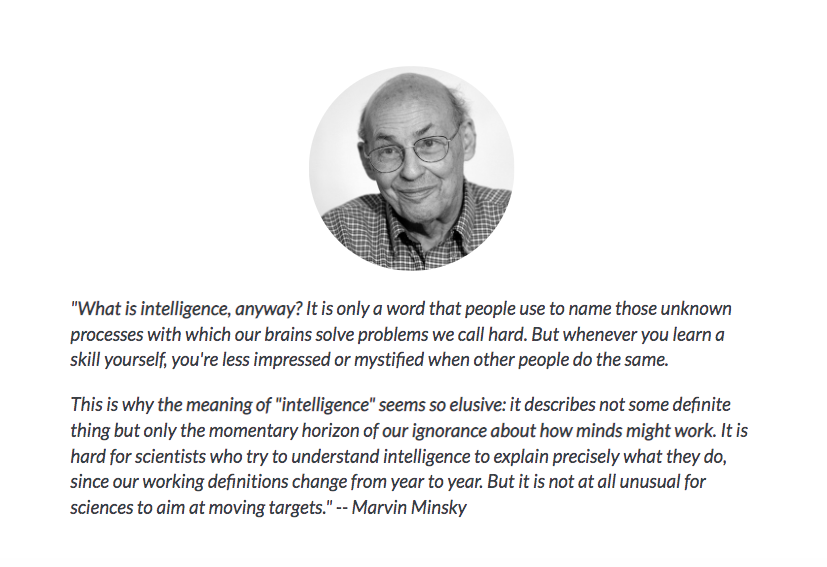 "What is intelligence, anyway? It is only a word that people use to name those unknown
processes with which our brains solve problems we call hard. But whenever you learn a
skill yourself, you're less impressed or mystified when other people do the same.
This is why the meaning of "intelligence" seems so elusive: it describes not some definite
thing but only the momentary horizon of our ignorance about how minds might work. It is
hard for scientists who try to understand intelligence to explain precisely what they do,
since our working definitions change from year to year. But it is not at all unusual for
sciences to aim at moving targets." -- Marvin Minsky